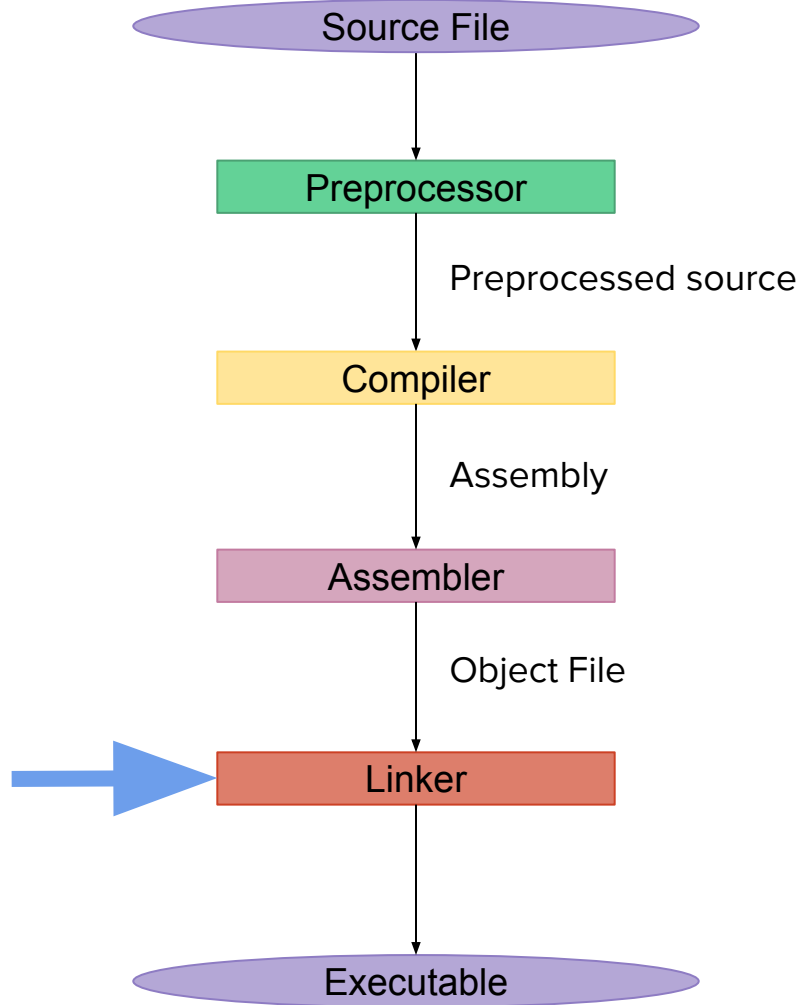 Source File
Preprocessor
Preprocessed source
Compiler
Assembly
Assembler
Object File
Linker
Executable